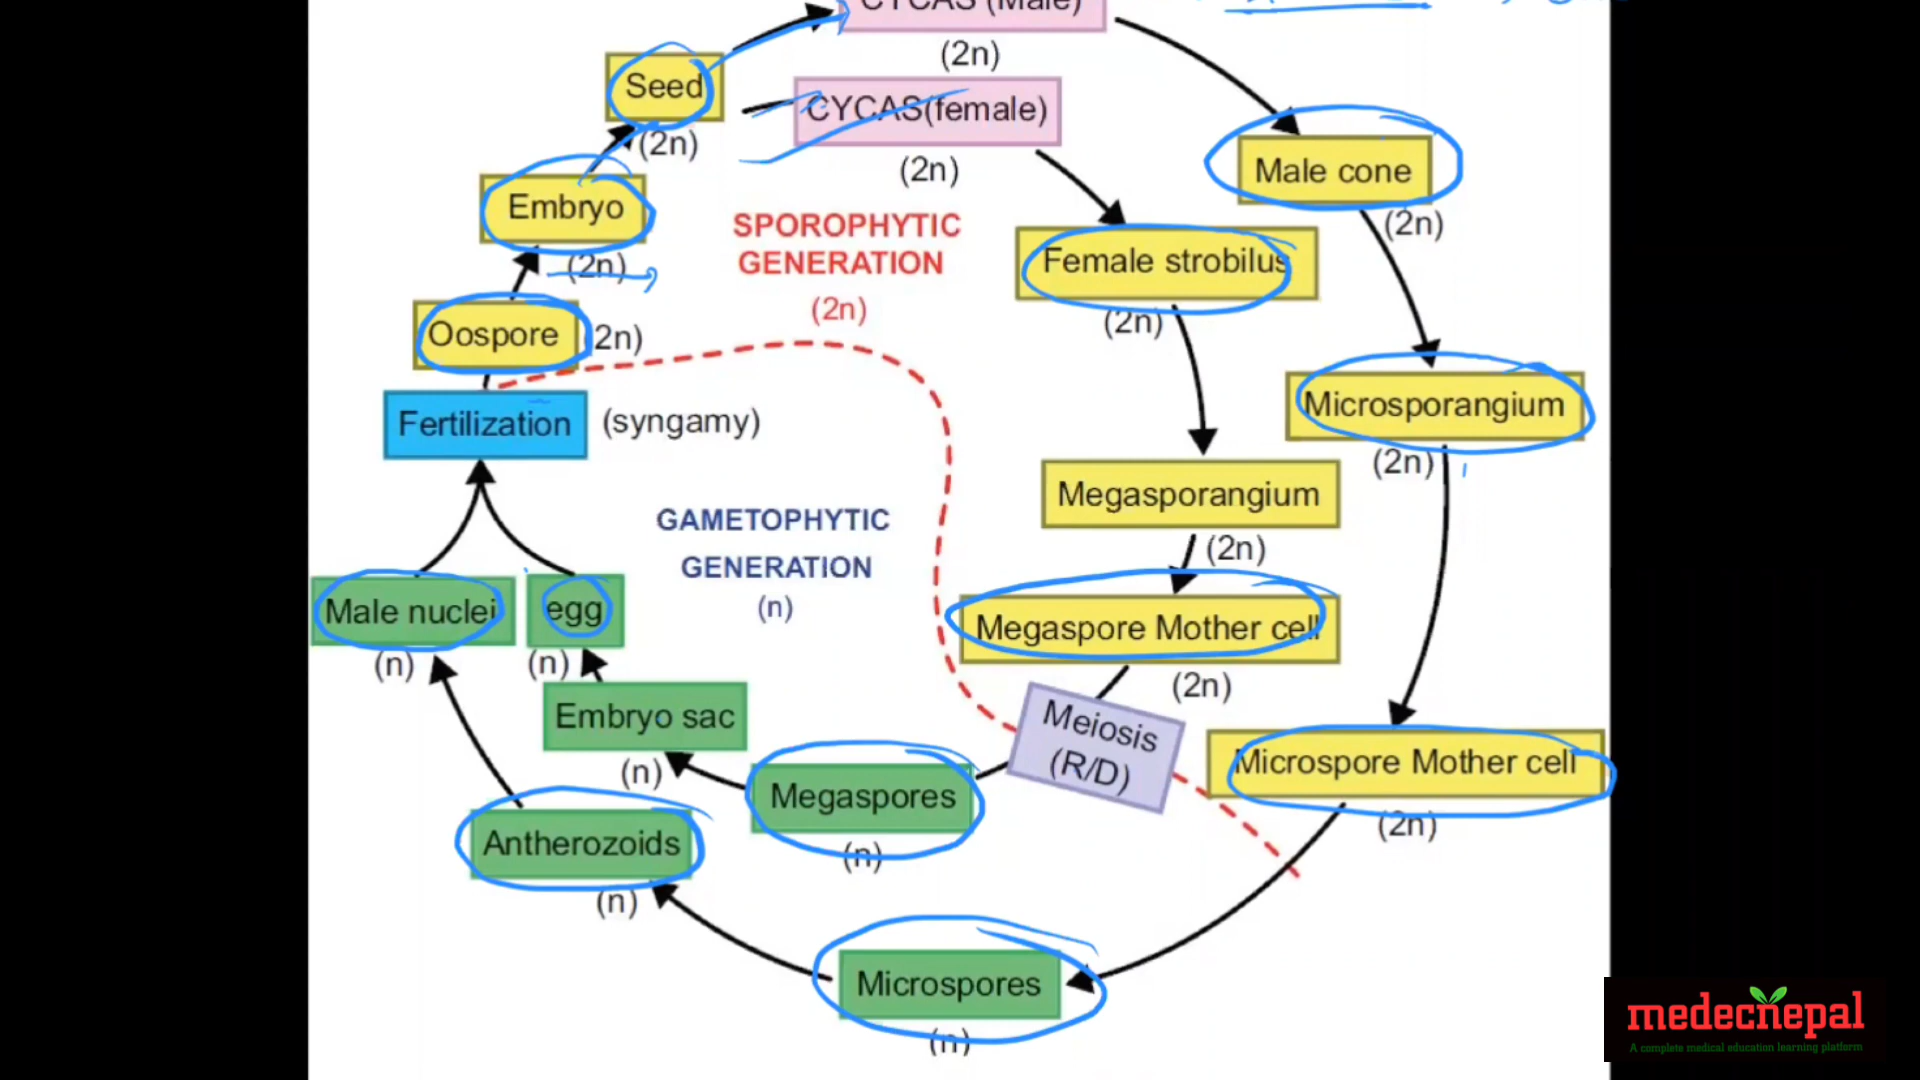 CYCAS (Male)
(2n)
Seed
(2n)
CYCAS(female)
(2n)
Male cone
(2n)
Embryo
(2n)
SPOROPHYTIC
GENERATION
(2n)
Female strobilus
(2n)
Oospore
(2n)
Fertilization
(syngamy)
Microsporangium
(2n)
Megasporangium
(2n)
GAMETOPHYTIC
GENERATION
(n)
Male nuclei
(n)
egg
(n)
Megaspore Mother cell
(2n)
Embryo sac
(n)
Meiosis
(R/D)
Microspore Mother cell
(2n)
Megaspores
(n)
Antherozoids
(n)
Microspores
(n)
medecnepal
A complete medical education learning platform